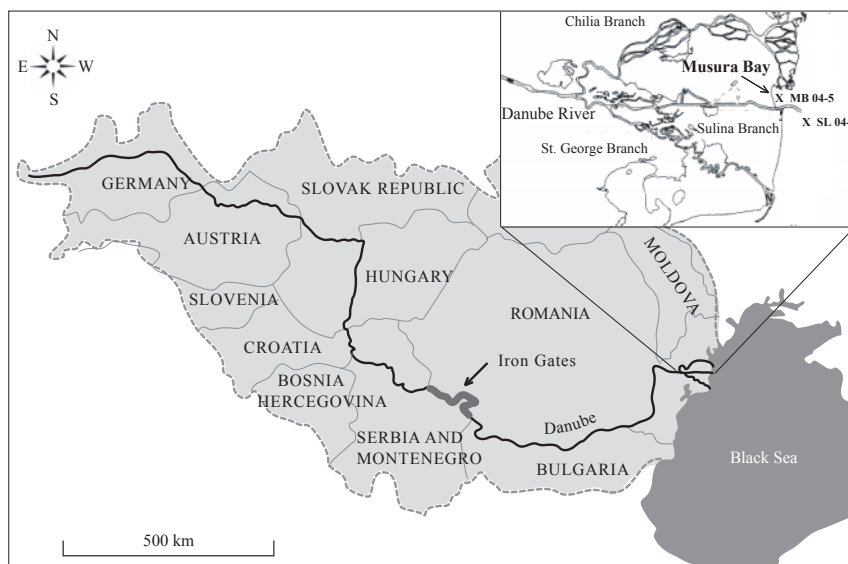 N
E W
S
Chilia Branch
Musura Bay
X MB 04-5
Danube River
Sulina Branch
X SL 04-
St. George Branch
GERMANY
SLOVAK REPUBLIC
AUSTRIA
HUNGARY
MOLDOVA
SLOVENIA
ROMANIA
CROATIA
Iron Gates
BOSNIA
HERCEGOVINA
Danube
SERBIA AND
MONTENEGRO
BULGARIA
Black Sea
500 km